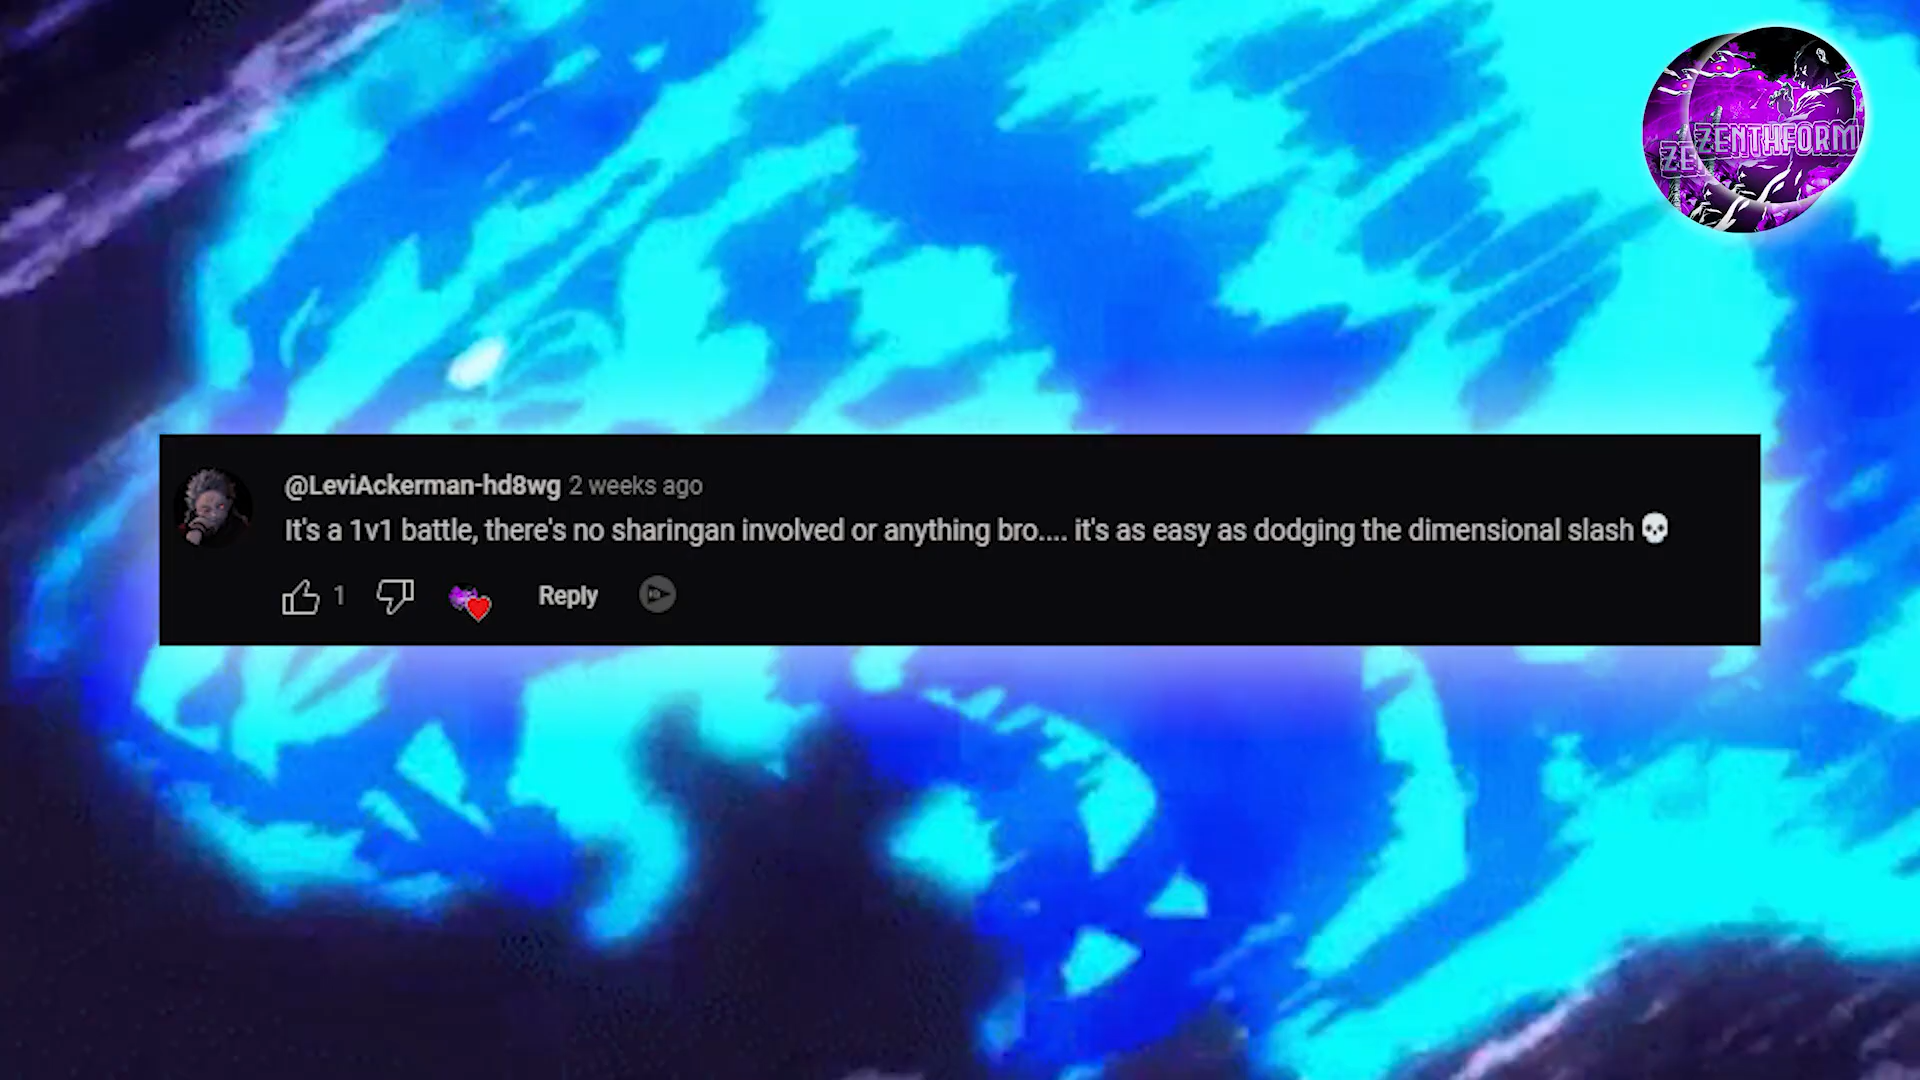 ZENTHFORM
ZE
@LeviAckerman-hd8wg 2 weeks ago
It's a 1v1 battle, there's no sharingan involved or anything bro.... it's as easy as dodging the dimensional slash 💀
1 Reply